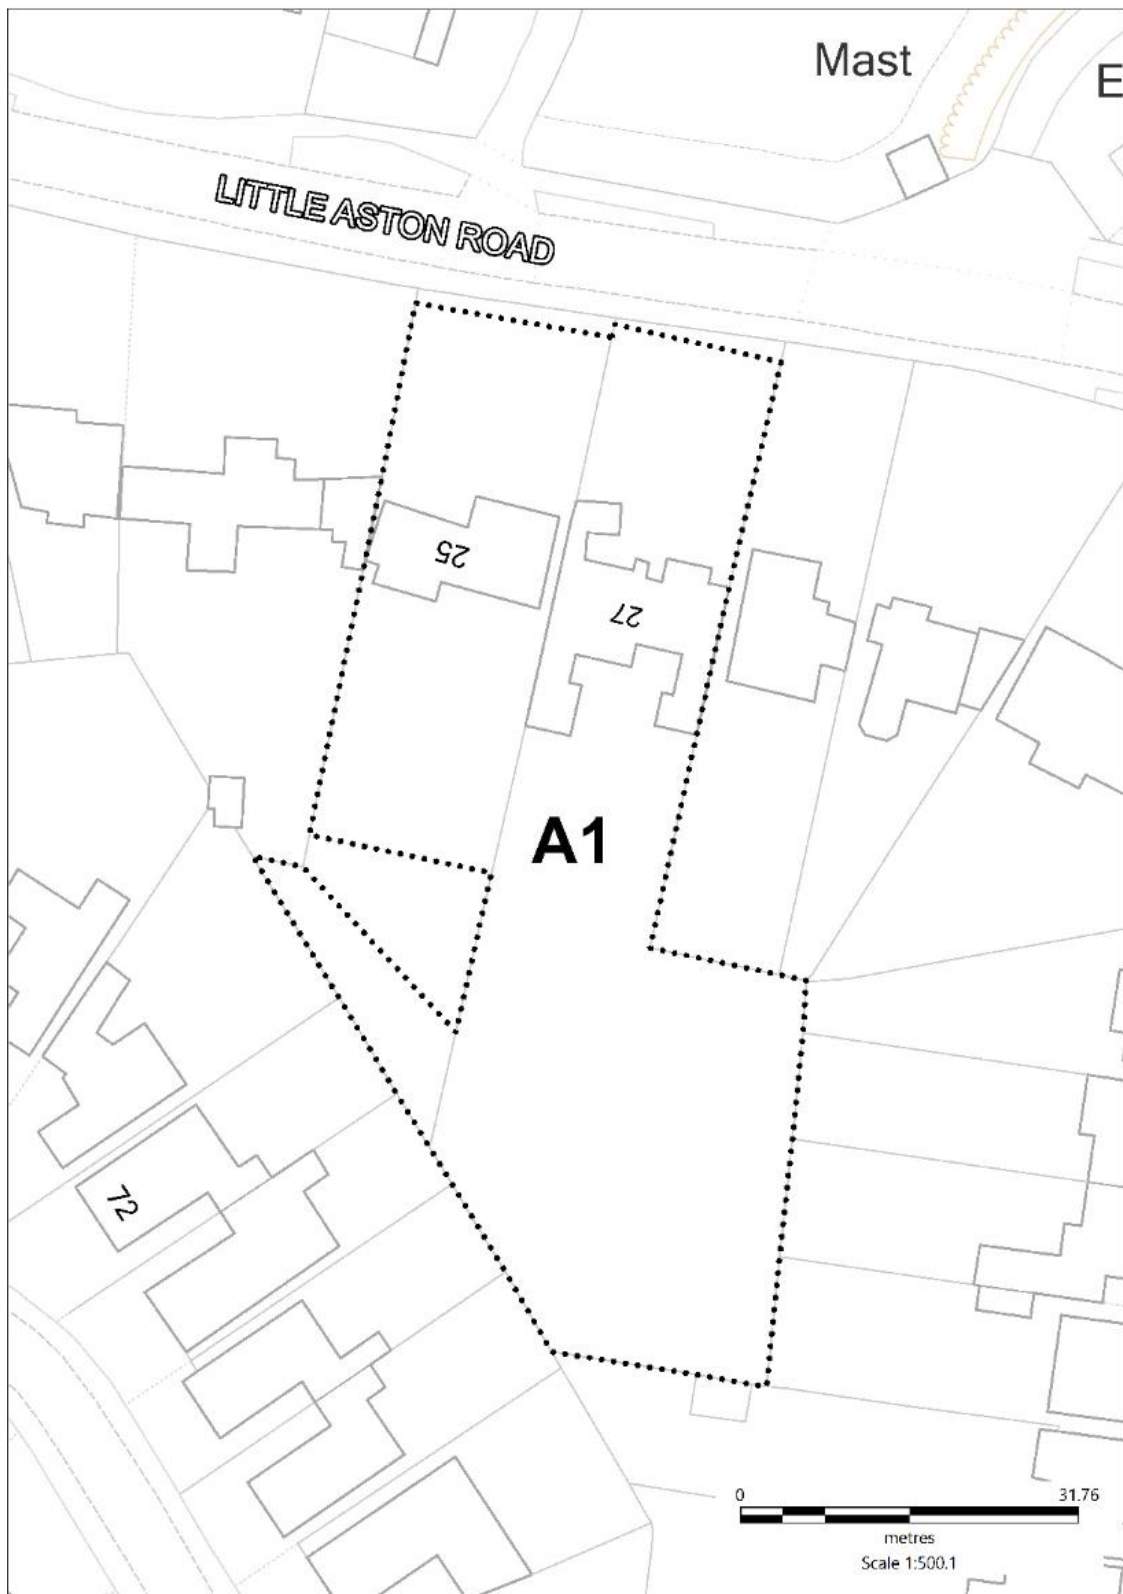 Mast
E
LITTLE ASTON ROAD
25
27
A1
72
0 31.76
metres
Scale 1:500.1